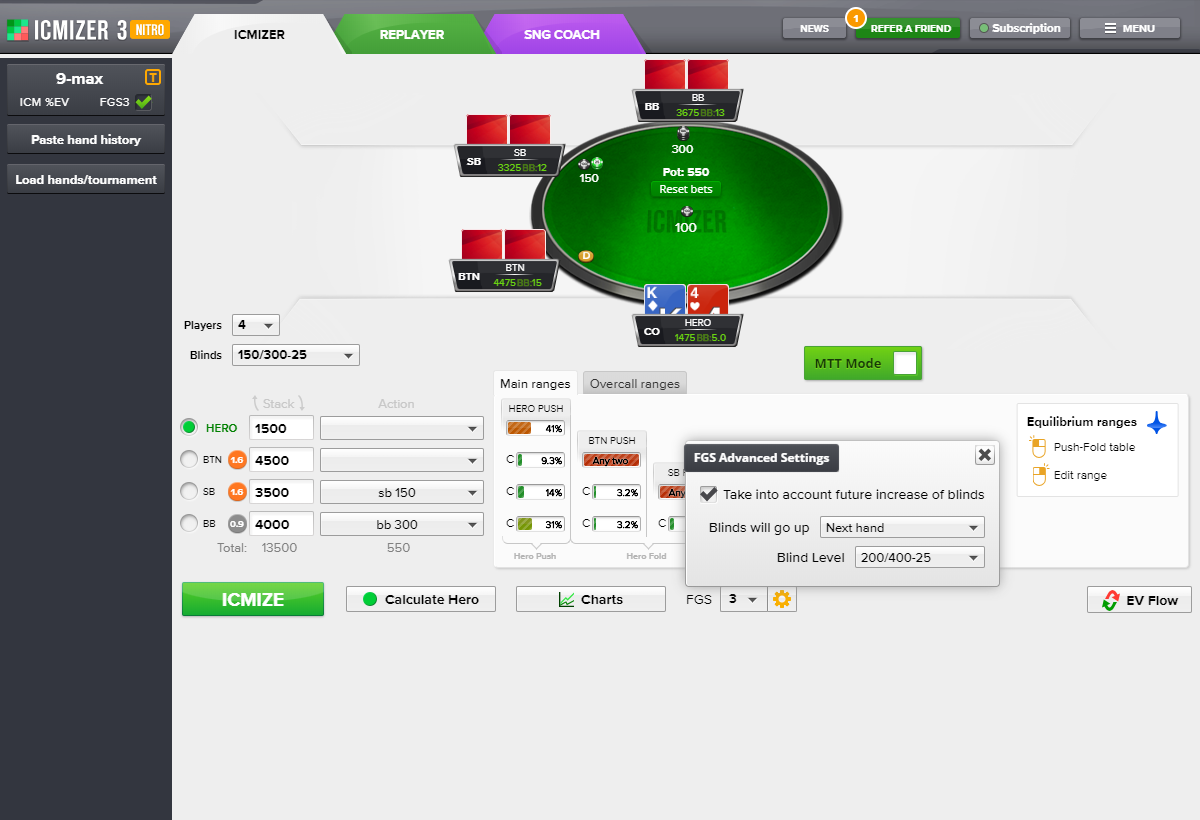 ICMIZER 3 NITRO
ICMIZER
REPLAYER
SNG COACH
NEWS
1
REFER A FRIEND
Subscription
MENU
9-max
T
ICM %EV
FGS3
Paste hand history
Load hands/tournament
BB
BB
3675 BB:13
SB
SB
3325 BB:12
300
150
Pot: 550
Reset bets
ICMIZER
100
D
BTN
BTN
4475 BB:15
K
4
CO
HERO
1475 BB:5.0
Players
4
Blinds
150/300-25
MTT Mode
Stack
Action
HERO
1500
BTN
1.6
4500
SB
1.6
3500
sb 150
BB
0.9
4000
bb 300
Total:
13500
550
Main ranges
Overcall ranges
HERO PUSH
41%
C
9.3%
C
14%
C
31%
Hero Push
BTN PUSH
Any two
C
3.2%
C
3.2%
Hero Fold
SB
Any
C
FGS Advanced Settings
Take into account future increase of blinds
Blinds will go up
Next hand
Blind Level
200/400-25
Equilibrium ranges
Push-Fold table
Edit range
ICMIZE
Calculate Hero
Charts
FGS
3
EV Flow